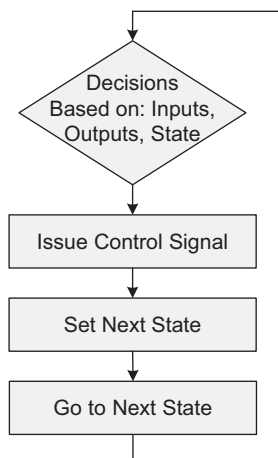 Decisions
Based on: Inputs,
Outputs, State
Issue Control Signal
Set Next State
Go to Next State